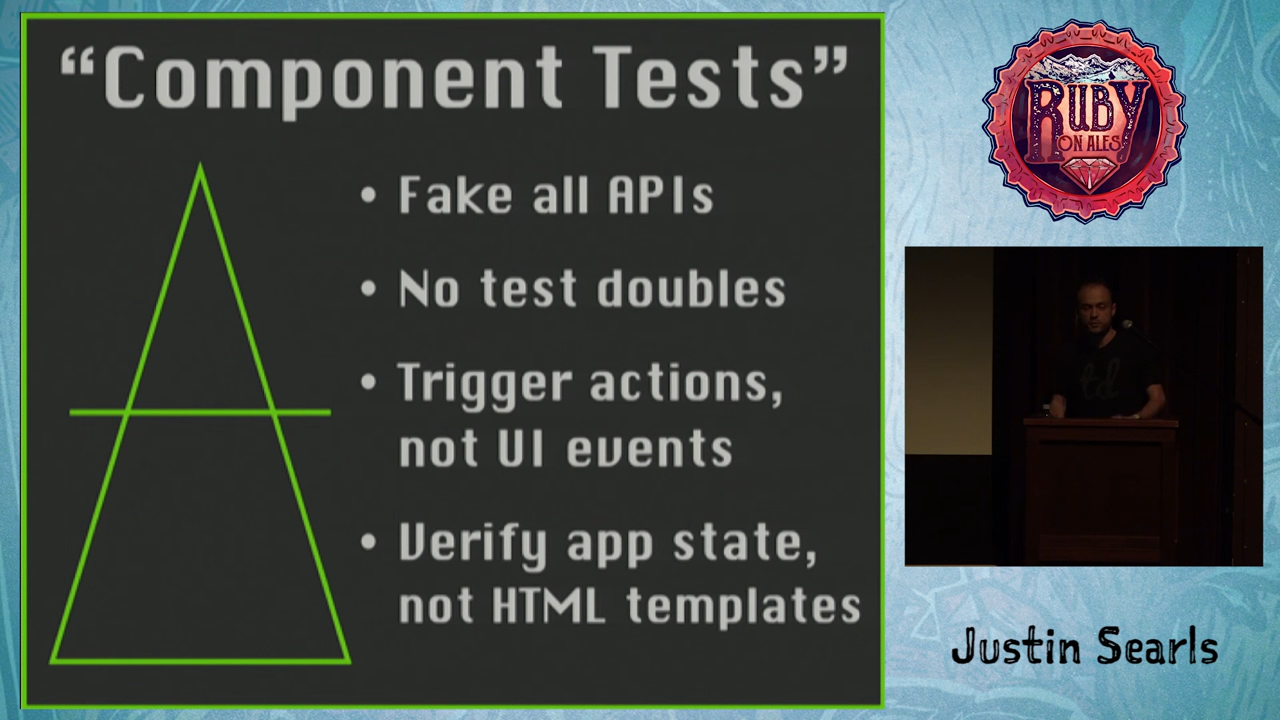 “Component Tests”
• Fake all APIs
• No test doubles
• Trigger actions,
not UI events
• Verify app state,
not HTML templates
RUBY
ON ALES
td
Justin Searls